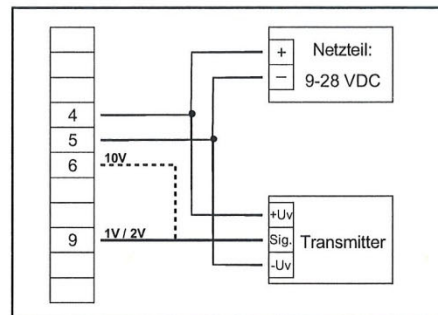 +
Netzteil:
−
9-28 VDC
4
5
6
10V
9
1V / 2V
+Uv
Sig.
Transmitter
-Uv